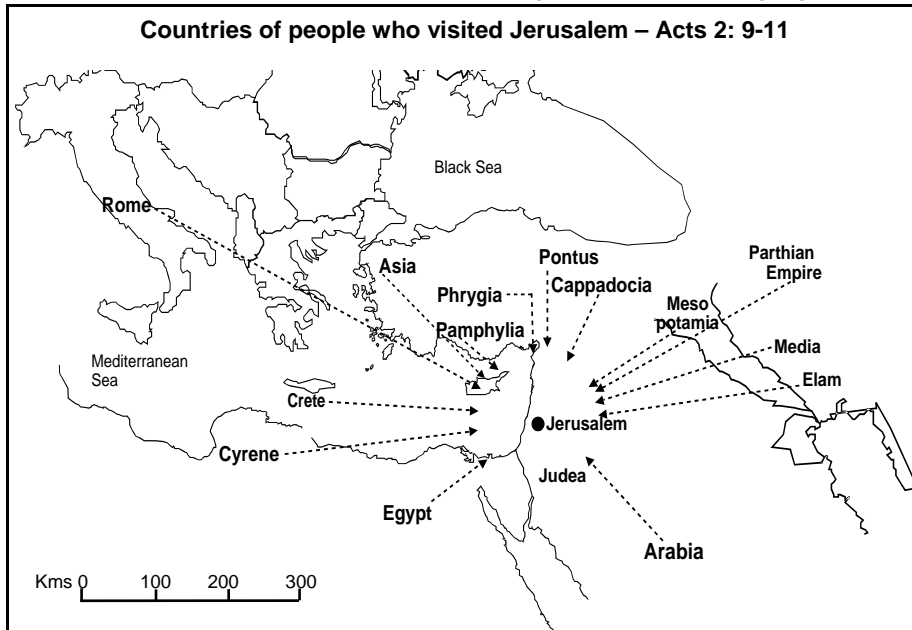 Countries of people who visited Jerusalem – Acts 2: 9-11
Black Sea
Rome
Asia
Pontus
Parthian
Empire
Phrygia
Cappadocia
Meso
potamia
Pamphylia
Mediterranean
Sea
Media
Elam
Crete
Jerusalem
Cyrene
Judea
Egypt
Arabia
Kms 0 100 200 300